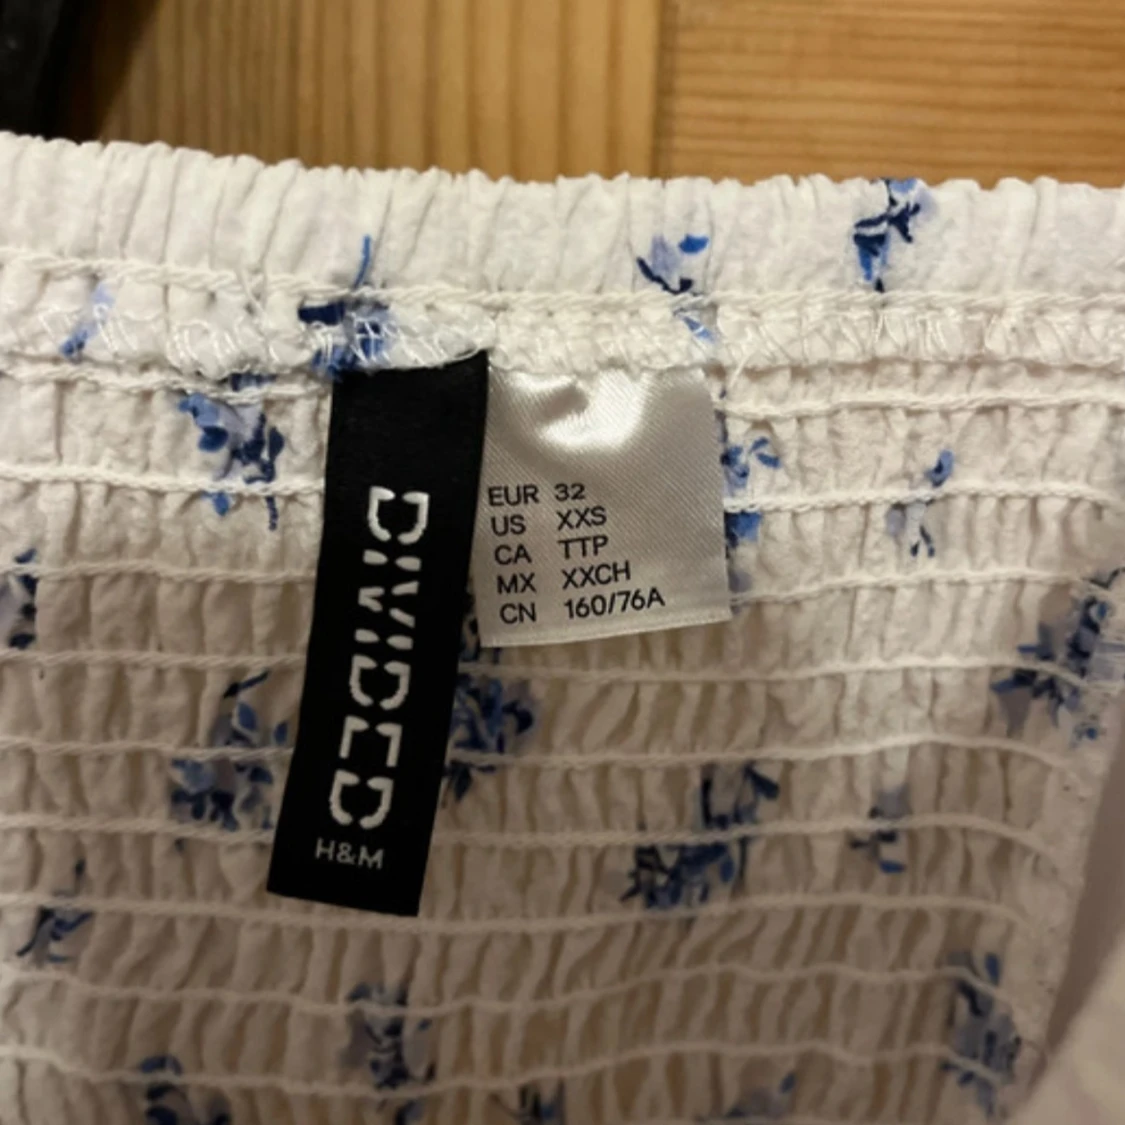 DIVIDED
H&M
EUR 32
US XXS
CA TTP
MX XXCH
CN 160/76A